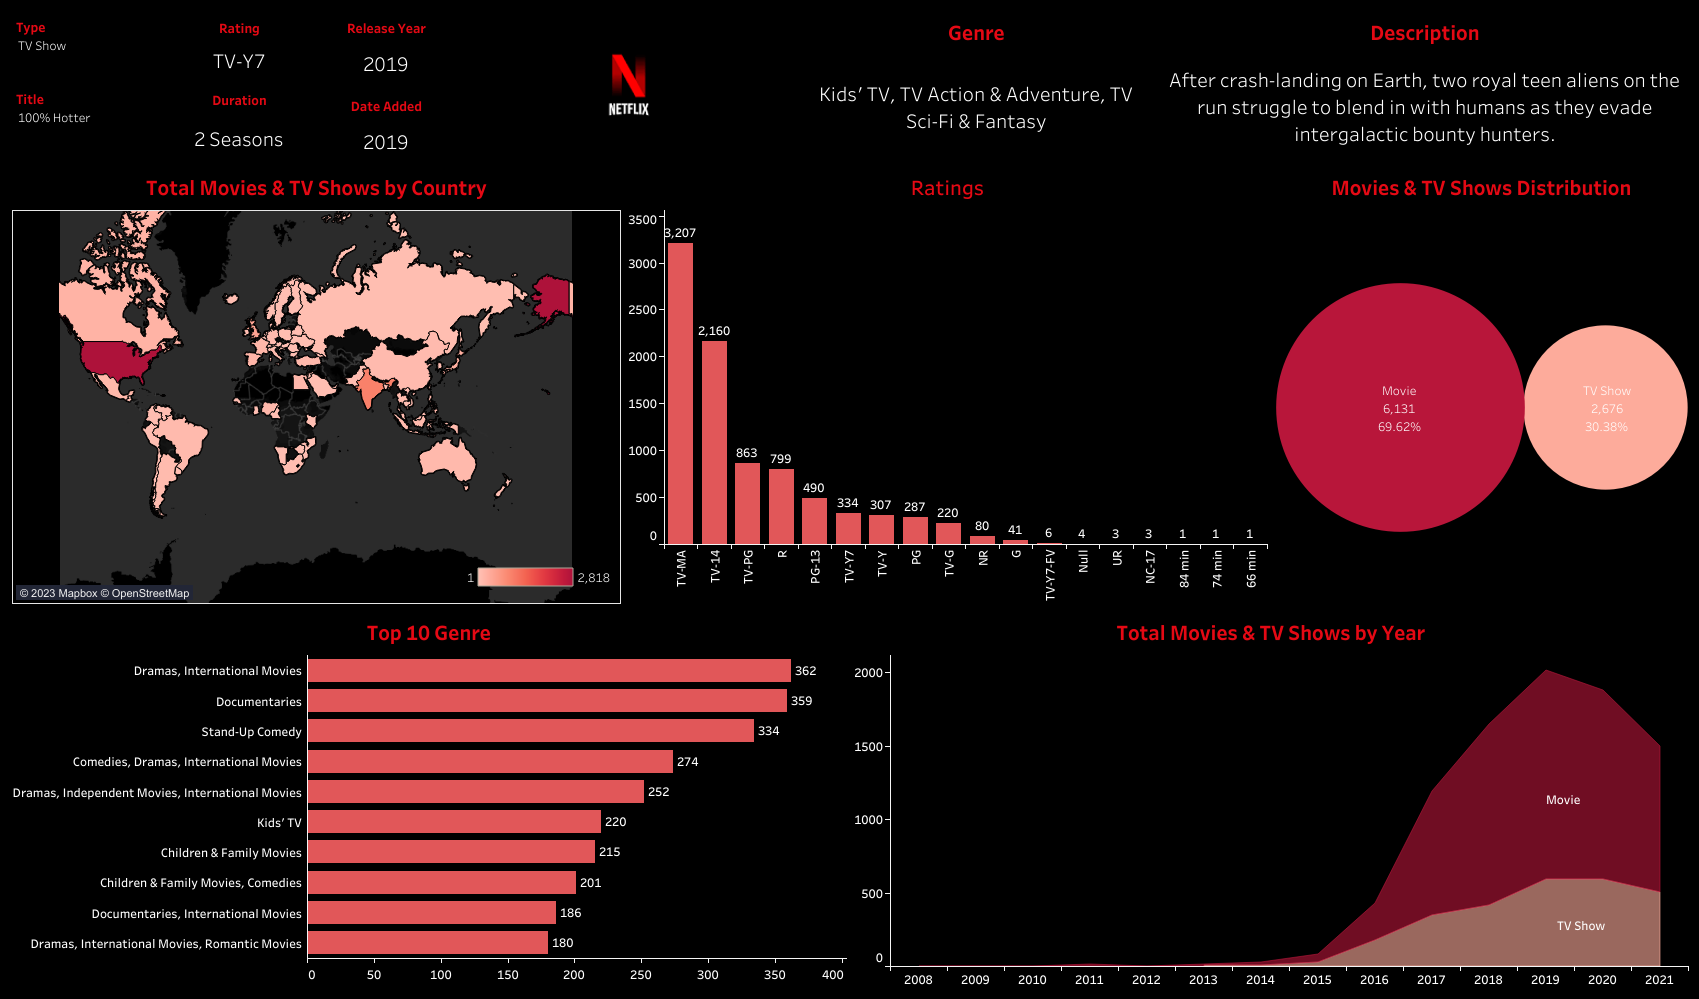 Type
TV Show
Title
100% Hotter
Rating
TV-Y7
Duration
2 Seasons
Release Year
2019
Date Added
2019
NETFLIX
Genre
Kids' TV, TV Action & Adventure, TV
Sci-Fi & Fantasy
Description
After crash-landing on Earth, two royal teen aliens on the
run struggle to blend in with humans as they evade
intergalactic bounty hunters.
Total Movies & TV Shows by Country
1
2,818
© 2023 Mapbox © OpenStreetMap
Ratings
3500
3000
2500
2000
1500
1000
500
0
3,207
2,160
863
799
490
334
307
287
220
80
41
6
4
3
3
1
1
1
TV-MA
TV-14
TV-PG
R
PG-13
TV-Y7
TV-Y
PG
TV-G
NR
G
TV-Y7-FV
Null
UR
NC-17
84 min
74 min
66 min
Movies & TV Shows Distribution
Movie
6,131
69.62%
TV Show
2,676
30.38%
Top 10 Genre
Dramas, International Movies 362
Documentaries 359
Stand-Up Comedy 334
Comedies, Dramas, International Movies 274
Dramas, Independent Movies, International Movies 252
Kids' TV 220
Children & Family Movies 215
Children & Family Movies, Comedies 201
Documentaries, International Movies 186
Dramas, International Movies, Romantic Movies 180
0 50 100 150 200 250 300 350 400
Total Movies & TV Shows by Year
2000
1500
1000
500
0
Movie
TV Show
2008 2009 2010 2011 2012 2013 2014 2015 2016 2017 2018 2019 2020 2021